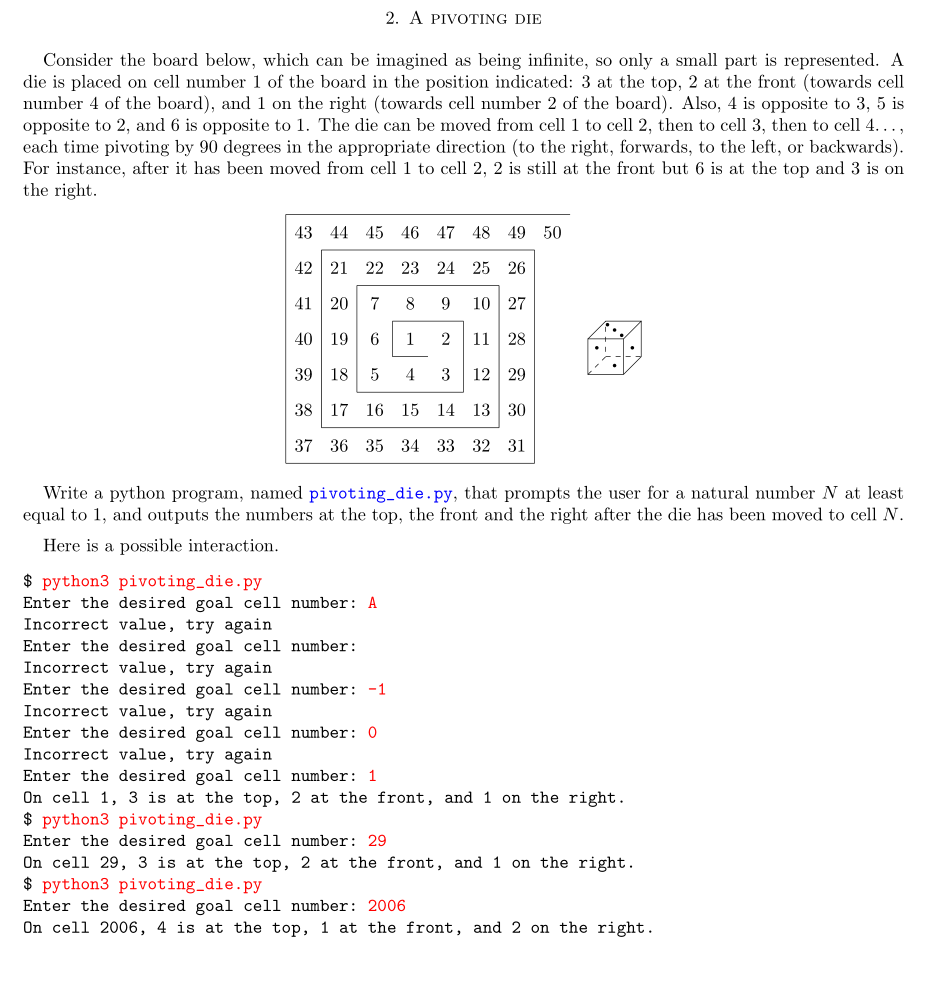 2. A PIVOTING DIE
Consider the board below, which can be imagined as being infinite, so only a small part is represented. A
die is placed on cell number 1 of the board in the position indicated: 3 at the top, 2 at the front (towards cell
number 4 of the board), and 1 on the right (towards cell number 2 of the board). Also, 4 is opposite to 3, 5 is
opposite to 2, and 6 is opposite to 1. The die can be moved from cell 1 to cell 2, then to cell 3, then to cell 4...,
each time pivoting by 90 degrees in the appropriate direction (to the right, forwards, to the left, or backwards).
For instance, after it has been moved from cell 1 to cell 2, 2 is still at the front but 6 is at the top and 3 is on
the right.
43 44 45 46 47 48 49 50
42 21 22 23 24 25 26
41 20 7 8 9 10 27
40 19 6 1 2 11 28
39 18 5 4 3 12 29
38 17 16 15 14 13 30
37 36 35 34 33 32 31
Write a python program, named pivoting_die.py, that prompts the user for a natural number N at least
equal to 1, and outputs the numbers at the top, the front and the right after the die has been moved to cell N.
Here is a possible interaction.
$ python3 pivoting_die.py
Enter the desired goal cell number: A
Incorrect value, try again
Enter the desired goal cell number:
Incorrect value, try again
Enter the desired goal cell number: -1
Incorrect value, try again
Enter the desired goal cell number: 0
Incorrect value, try again
Enter the desired goal cell number: 1
On cell 1, 3 is at the top, 2 at the front, and 1 on the right.
$ python3 pivoting_die.py
Enter the desired goal cell number: 29
On cell 29, 3 is at the top, 2 at the front, and 1 on the right.
$ python3 pivoting_die.py
Enter the desired goal cell number: 2006
On cell 2006, 4 is at the top, 1 at the front, and 2 on the right.